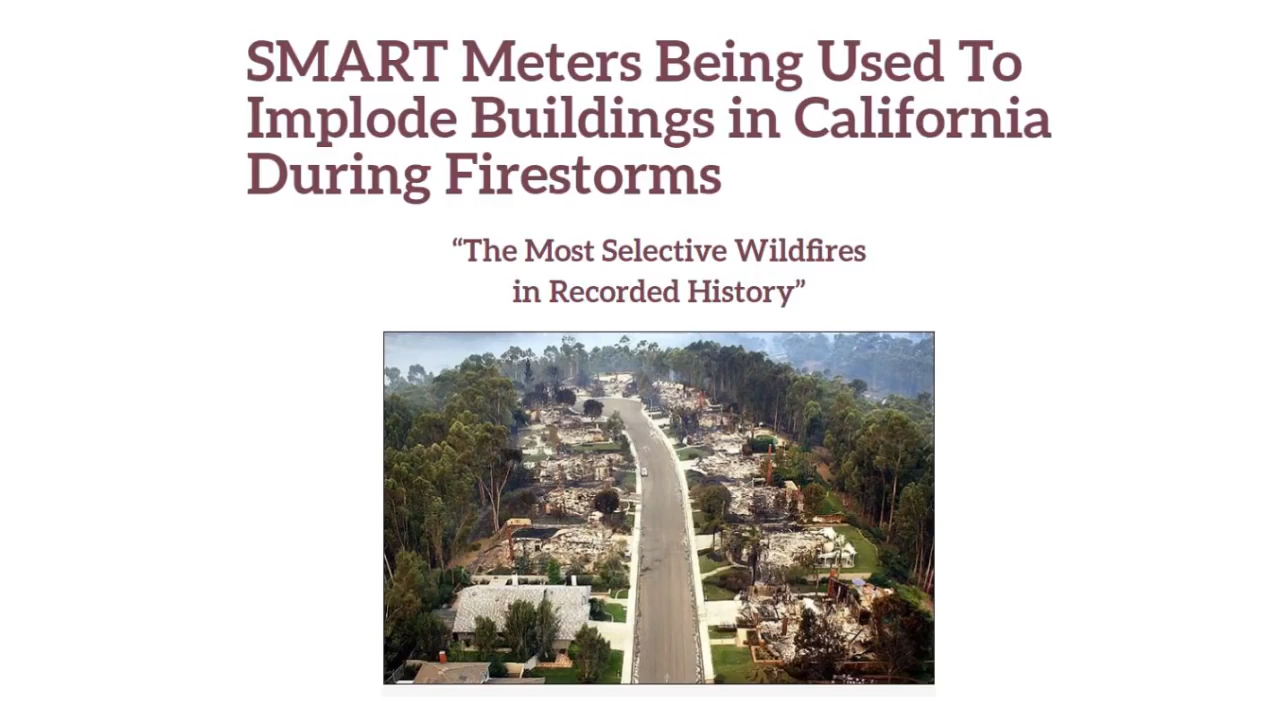 SMART Meters Being Used To
Implode Buildings in California
During Firestorms
“The Most Selective Wildfires
in Recorded History”